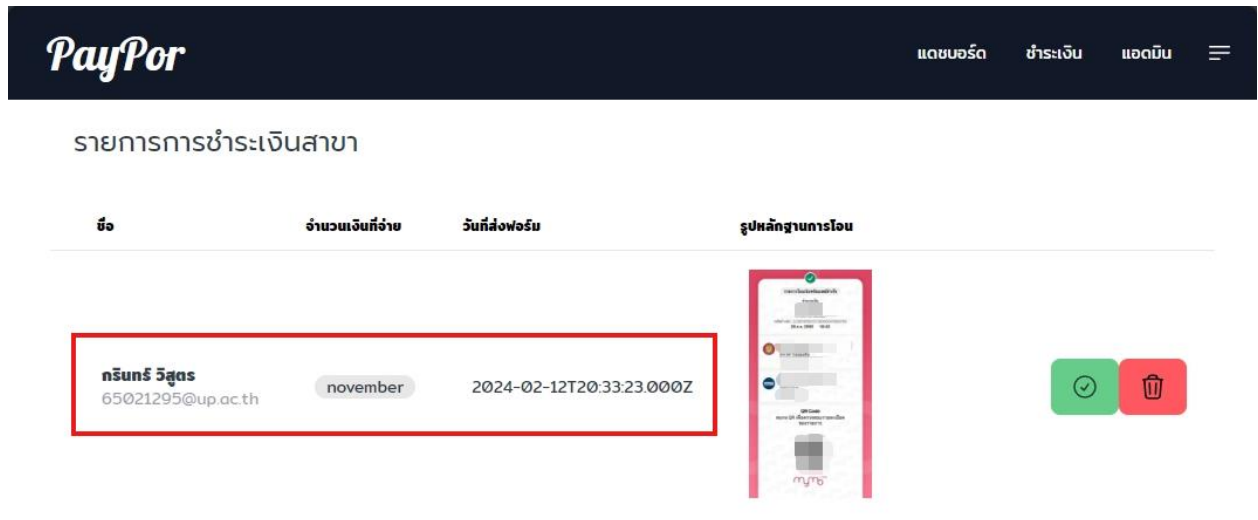 PayPor
แดชบอร์ด ชำระเงิน แอดมิน
รายการการชำระเงินสาขา
ชื่อ จำนวนเงินที่จ่าย วันที่ส่งฟอร์ม รูปหลักฐานการโอน
กรินทร์ วิสูตร
65021295@up.ac.th
november
2024-02-12T20:33:23.000Z
QR Code